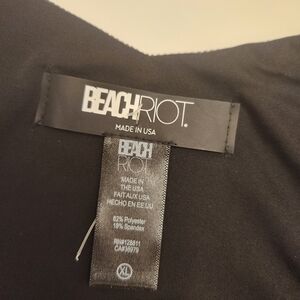 BEACHRIOT.
MADE IN USA
BEACH
RIOT
MADE IN
THE USA
FAIT AUX USA
HECHO EN EE UU
82% Polyester
18% Spandex
RN#128811
CA#36979
XL